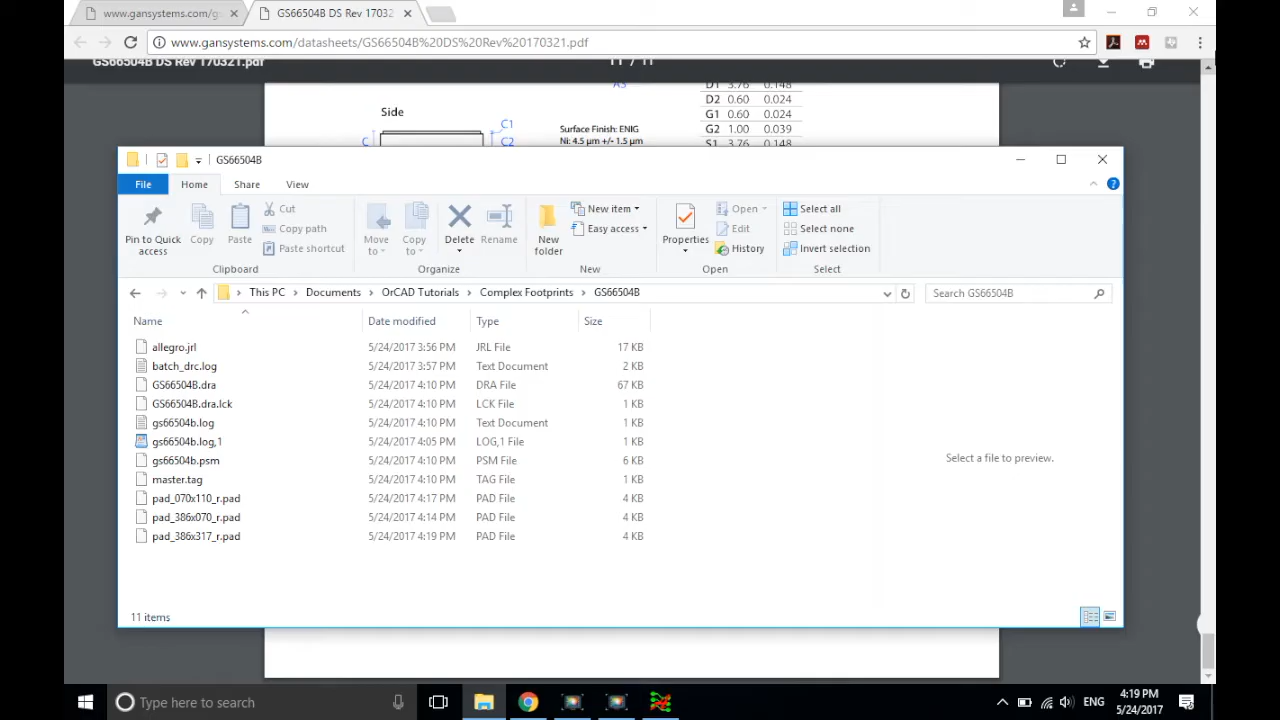 www.gansystems.com/gs
GS66504B DS Rev 17032
www.gansystems.com/datasheets/GS66504B%20DS%20Rev%20170321.pdf
GS66504B DS Rev 170321.pdf
11 / 11
D1 3.76 0.148
D2 0.60 0.024
G1 0.60 0.024
G2 1.00 0.039
S1 3.76 0.148
Side
C
C1
C2
Surface Finish: ENIG
Ni: 4.5 µm +/- 1.5 µm
GS66504B
File
Home
Share
View
Pin to Quick access
Copy
Paste
Cut
Copy path
Paste shortcut
Clipboard
Move to
Copy to
Delete
Rename
Organize
New folder
New item
Easy access
New
Properties
Open
Edit
History
Open
Select all
Select none
Invert selection
Select
This PC > Documents > OrCAD Tutorials > Complex Footprints > GS66504B
Search GS66504B
Name Date modified Type Size
allegro.jrl 5/24/2017 3:56 PM JRL File 17 KB
batch_drc.log 5/24/2017 3:57 PM Text Document 2 KB
GS66504B.dra 5/24/2017 4:10 PM DRA File 67 KB
GS66504B.dra.lck 5/24/2017 4:10 PM LCK File 1 KB
gs66504b.log 5/24/2017 4:10 PM Text Document 1 KB
gs66504b.log,1 5/24/2017 4:05 PM LOG,1 File 1 KB
gs66504b.psm 5/24/2017 4:10 PM PSM File 6 KB
master.tag 5/24/2017 4:10 PM TAG File 1 KB
pad_070x110_r.pad 5/24/2017 4:17 PM PAD File 4 KB
pad_386x070_r.pad 5/24/2017 4:14 PM PAD File 4 KB
pad_386x317_r.pad 5/24/2017 4:19 PM PAD File 4 KB
Select a file to preview.
11 items
Type here to search
ENG
4:19 PM
5/24/2017